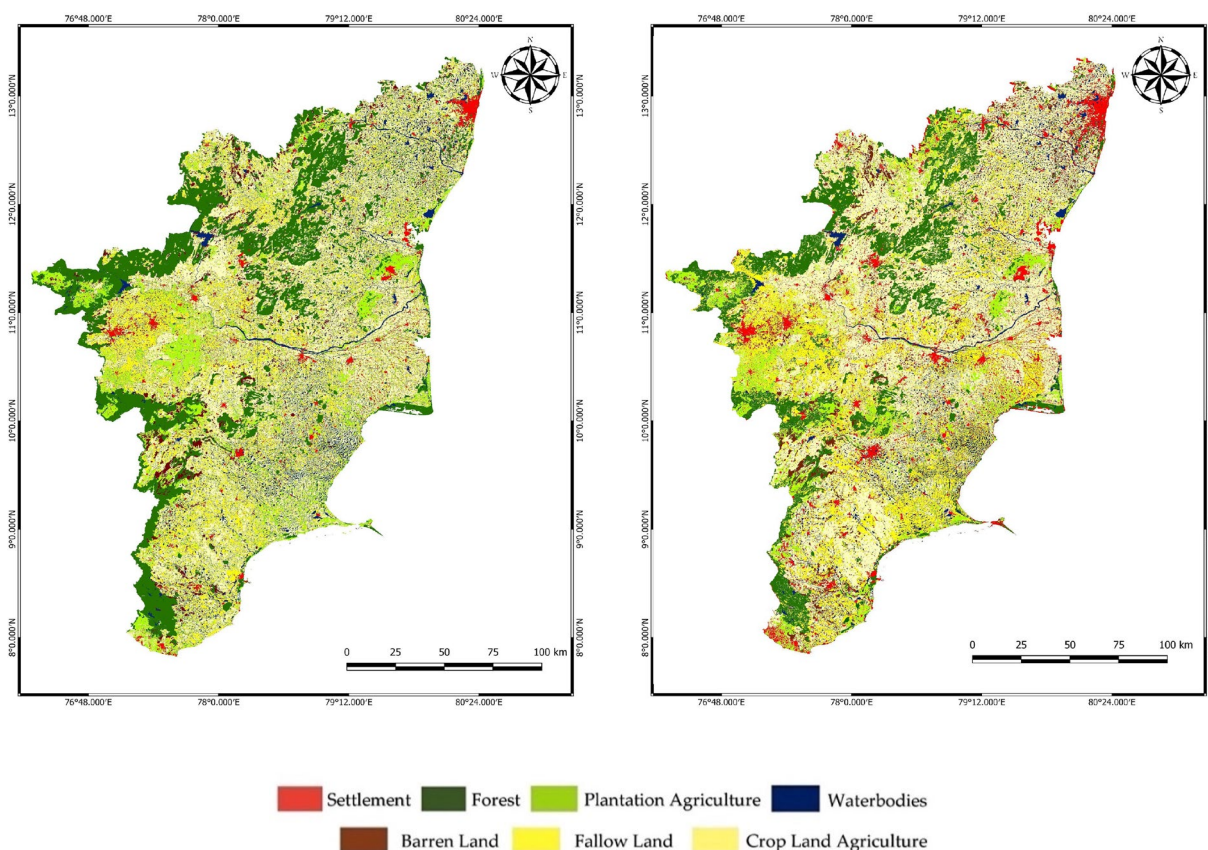 76°48.000'E 78°0.000'E 79°12.000'E 80°24.000'E
76°48.000'E 78°0.000'E 79°12.000'E 80°24.000'E
N
W E
S
N
W E
S
13°0.000'N 13°0.000'N 13°0.000'N 13°0.000'N
12°0.000'N 12°0.000'N 12°0.000'N 12°0.000'N
11°0.000'N 11°0.000'N 11°0.000'N 11°0.000'N
10°0.000'N 10°0.000'N 10°0.000'N 10°0.000'N
9°0.000'N 9°0.000'N 9°0.000'N 9°0.000'N
8°0.000'N 8°0.000'N 8°0.000'N 8°0.000'N
0 25 50 75 100 km
0 25 50 75 100 km
76°48.000'E 78°0.000'E 79°12.000'E 80°24.000'E
76°48.000'E 78°0.000'E 79°12.000'E 80°24.000'E
Settlement Forest Plantation Agriculture Waterbodies
Barren Land Fallow Land Crop Land Agriculture